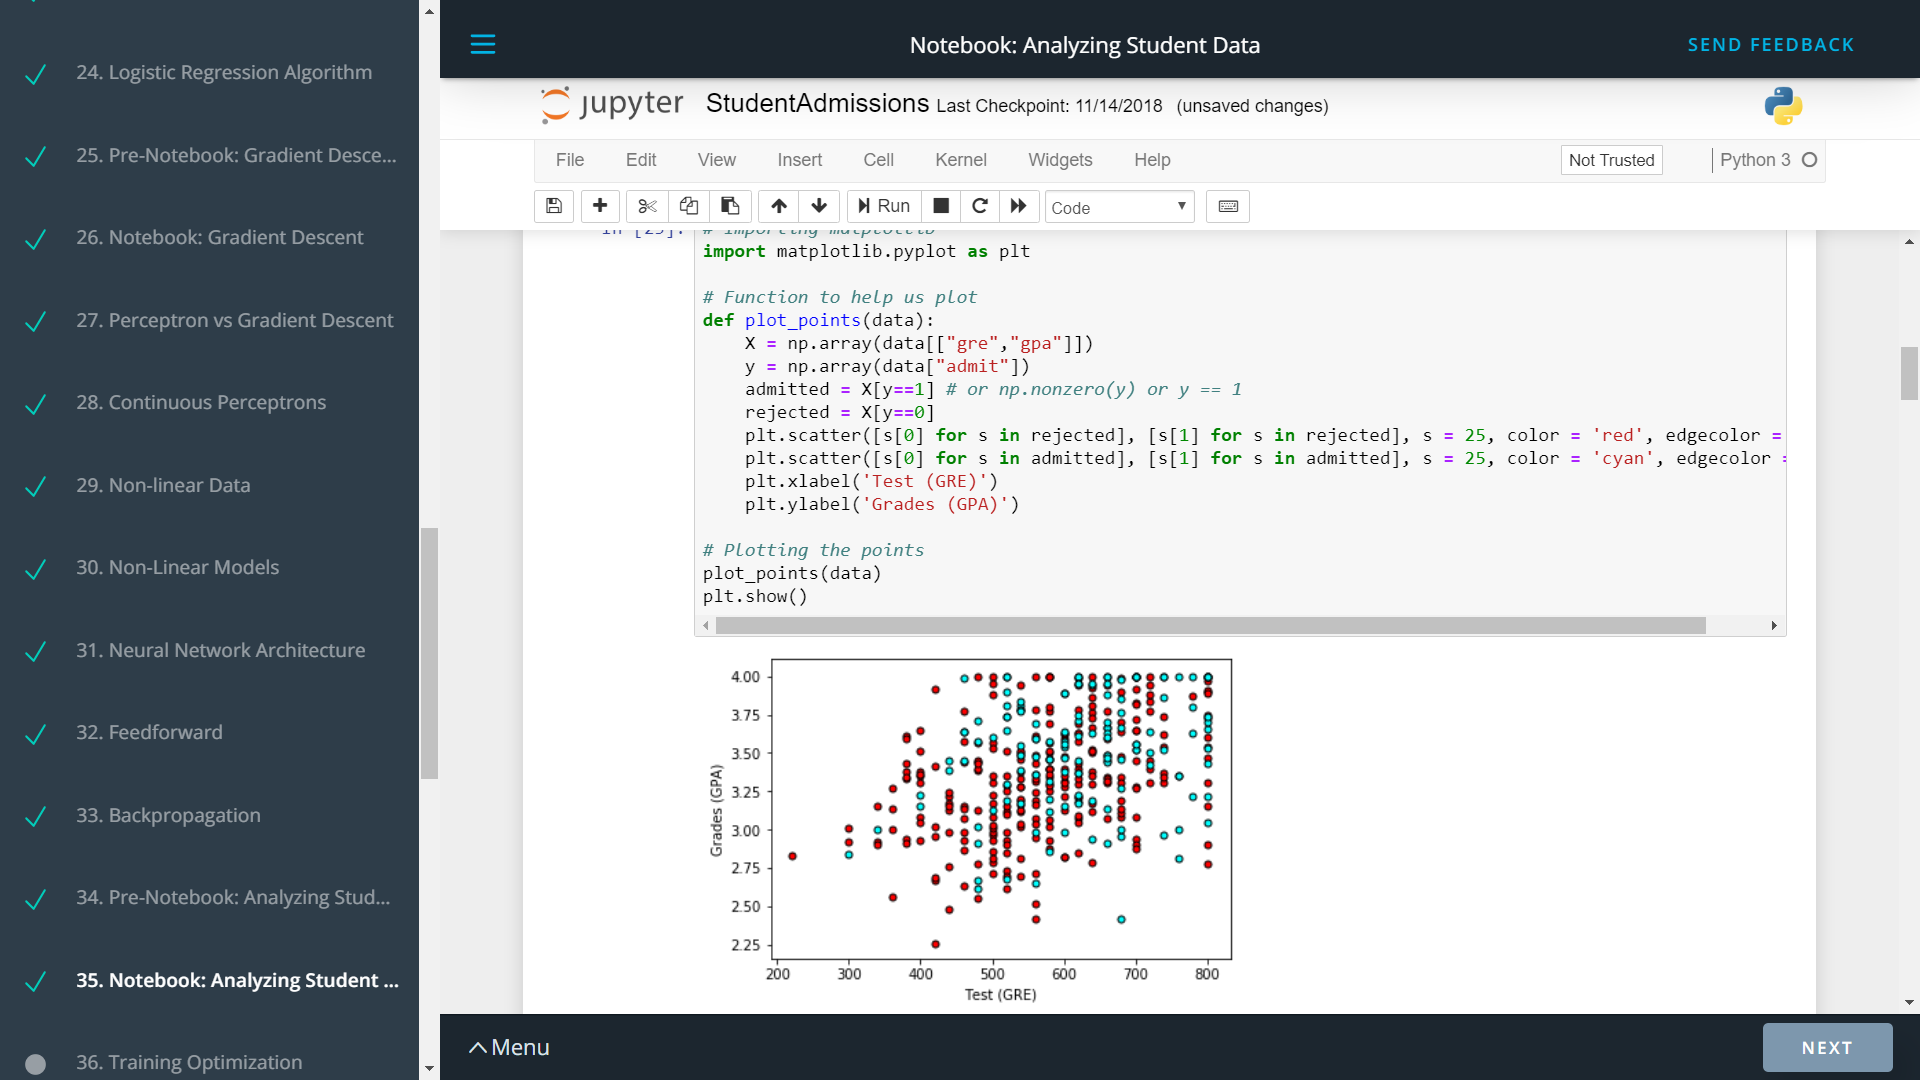 24. Logistic Regression Algorithm
25. Pre-Notebook: Gradient Desce...
26. Notebook: Gradient Descent
27. Perceptron vs Gradient Descent
28. Continuous Perceptrons
29. Non-linear Data
30. Non-Linear Models
31. Neural Network Architecture
32. Feedforward
33. Backpropagation
34. Pre-Notebook: Analyzing Stud...
35. Notebook: Analyzing Student ...
36. Training Optimization
Notebook: Analyzing Student Data
SEND FEEDBACK
jupyter StudentAdmissions Last Checkpoint: 11/14/2018 (unsaved changes)
File Edit View Insert Cell Kernel Widgets Help Not Trusted Python 3
Run Code
In [25]: # Importing matplotlib
import matplotlib.pyplot as plt
# Function to help us plot
def plot_points(data):
X = np.array(data[["gre","gpa"]])
y = np.array(data["admit"])
admitted = X[y==1] # or np.nonzero(y) or y == 1
rejected = X[y==0]
plt.scatter([s[0] for s in rejected], [s[1] for s in rejected], s = 25, color = 'red', edgecolor =
plt.scatter([s[0] for s in admitted], [s[1] for s in admitted], s = 25, color = 'cyan', edgecolor =
plt.xlabel('Test (GRE)')
plt.ylabel('Grades (GPA)')
# Plotting the points
plot_points(data)
plt.show()
4.00
3.75
3.50
3.25
3.00
2.75
2.50
2.25
Grades (GPA)
200 300 400 500 600 700 800
Test (GRE)
Menu
NEXT